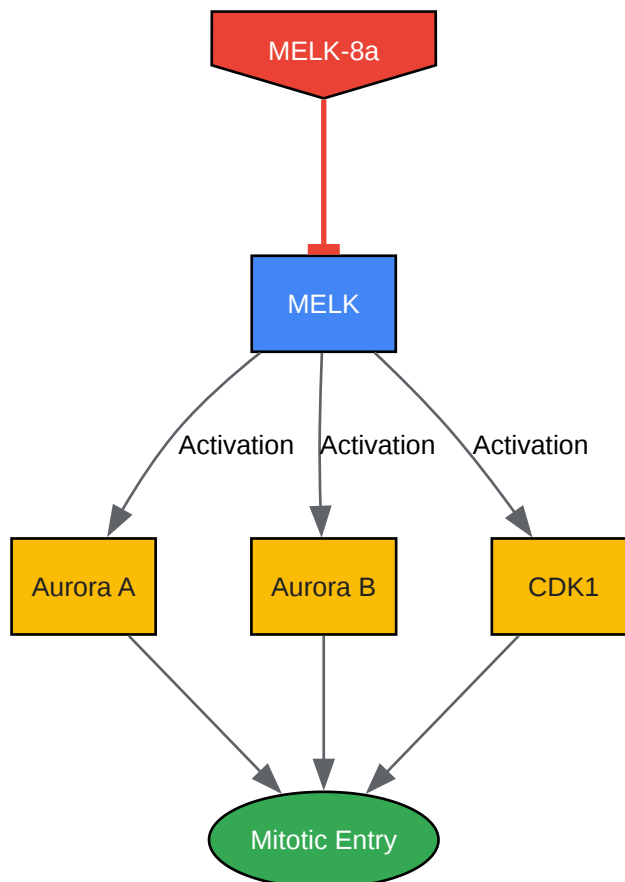 MELK-8a
MELK
Activation
Activation
Activation
Aurora A
Aurora B
CDK1
Mitotic Entry